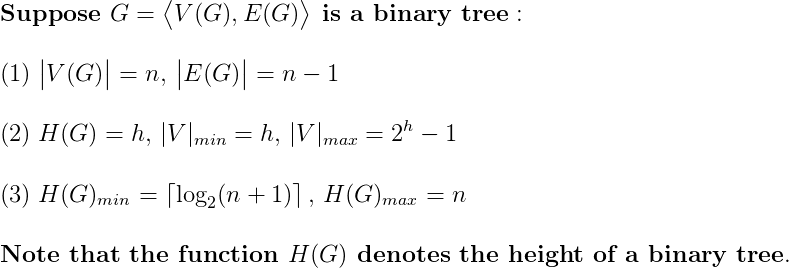 Suppose G = ⟨V(G), E(G)⟩ is a binary tree :
(1) |V(G)| = n, |E(G)| = n − 1
(2) H(G) = h, |V|ₘᵢₙ = h, |V|ₘₐₓ = 2ʰ − 1
(3) H(G)ₘᵢₙ = ⌈log₂(n + 1)⌉ , H(G)ₘₐₓ = n
Note that the function H(G) denotes the height of a binary tree.